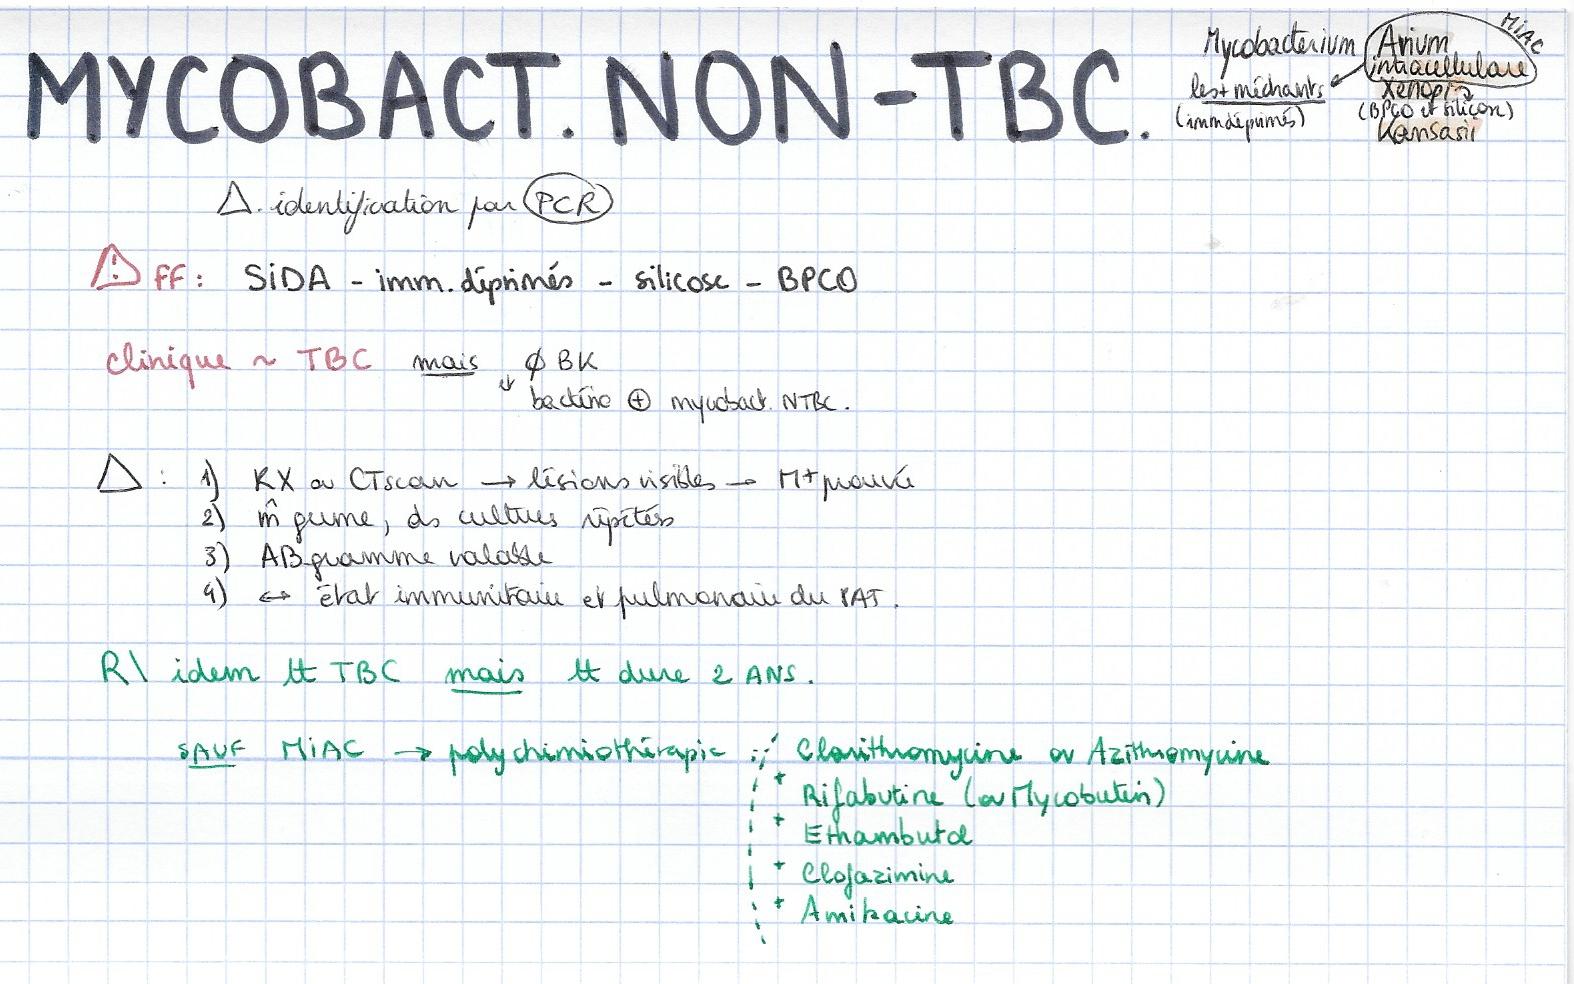 MYCOBACT. NON-TBC.
Mycobacterium Avium
intracellulare
MiAC
les + méchants
(immdéprimés)
Xenopi
(BPCO et silicon)
Kansasii
Δ. identification par PCR
! FF : SiDA - imm. déprimés - silicose - BPCO
clinique ~ TBC mais ↓ ∅ BK
bactério ⊕ mycobact. NTBC.
Δ : 1) RX ou CTscan → lésions visibles → M+ prouvé
2) m̂ germe, ds cultures répétées
3) ABgramme valable
4) ↔ état immunitaire et pulmonaire du PAT.
R\ idem tt TBC mais tt dure 2 ANS.
SAUF MiAC → polychimiothérapie :, Clarithromycine ou Azithromycine
+ Rifabutine (ou Mycobutin)
+ Ethambutol
+ Clofazimine
+ Amikacine